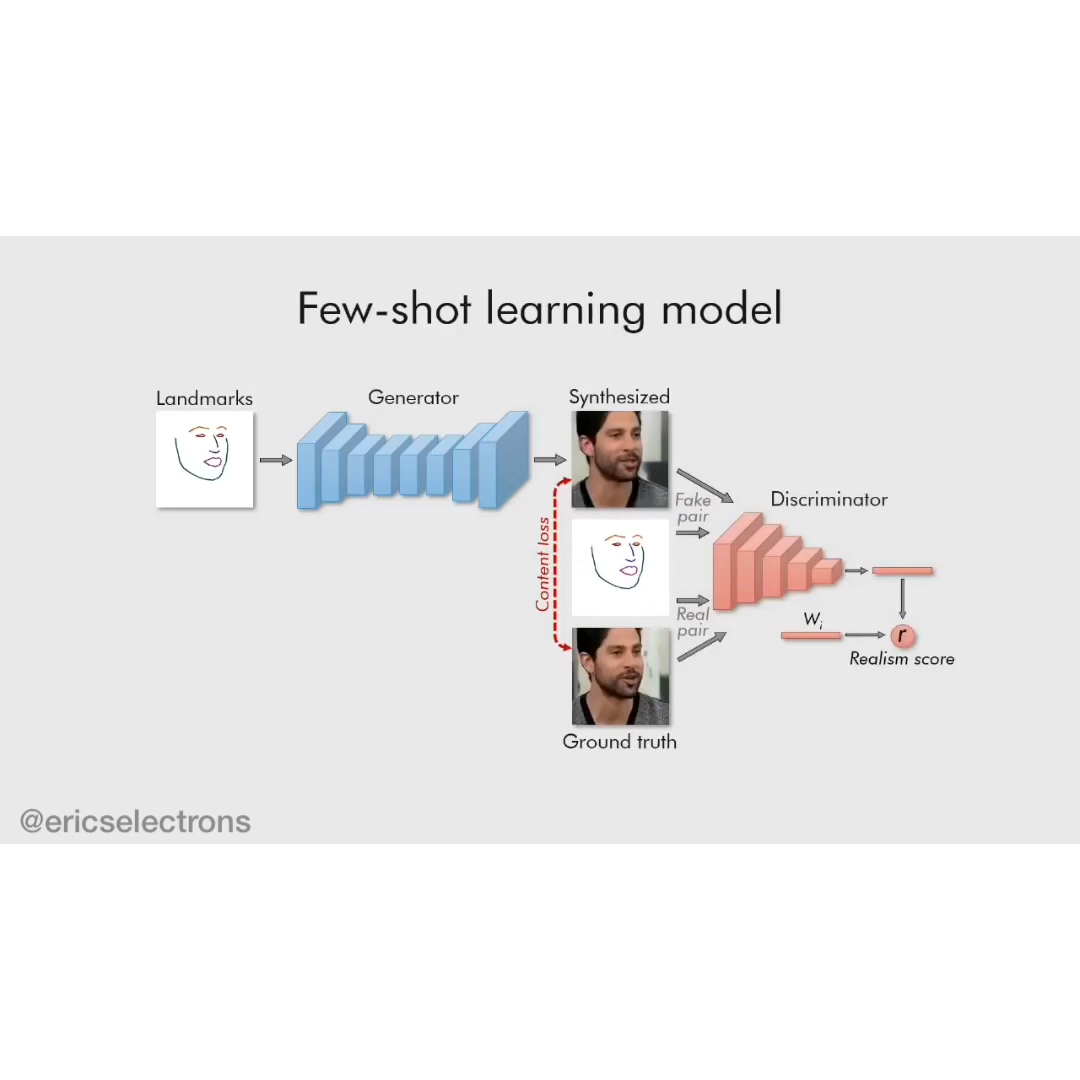 Few-shot learning model
Landmarks
Generator
Synthesized
Fake
pair
Discriminator
Content loss
Real
pair
Wi
r
Realism score
Ground truth
@ericselectrons